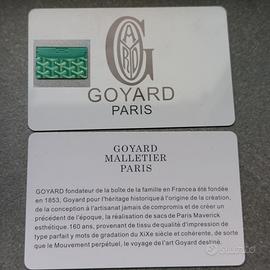 GOYARD
PARIS
GOYARD
MALLETIER
PARIS
GOYARD fondateur de la boîte de la famille en France a été fondée
en 1853, Goyard pour l'héritage historique à l'origine de la création,
de la conception à l'artisanat jamais de compromis et de créer un
précédent de l'époque, la réalisation de sacs de Paris Maverick
esthétique.160 ans, provenant de tissu de qualité d'impression de
type parfait y mots de gradation du XiXe siècle et cohérente, de sorte
que le Mouvement perpétuel, le voyage de l'art Goyard destiné.
subito